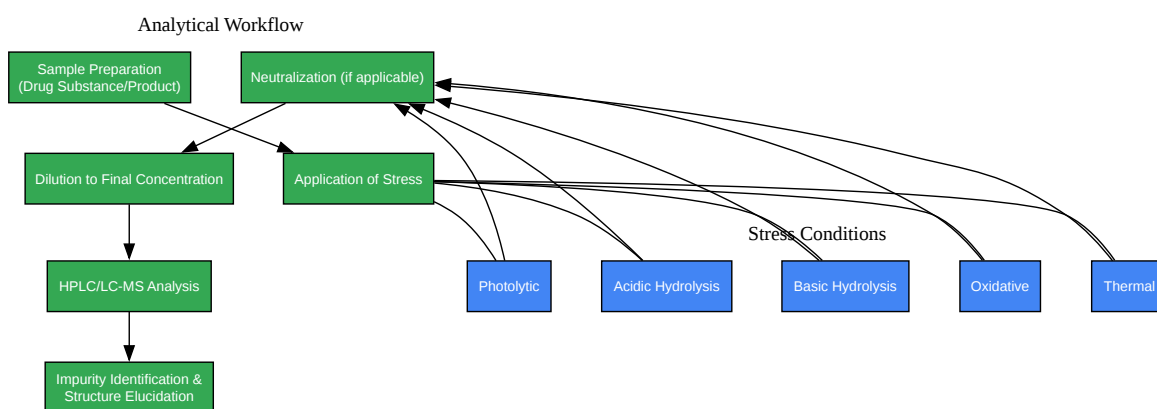 Analytical Workflow
Sample Preparation
(Drug Substance/Product)
Neutralization (if applicable)
Dilution to Final Concentration
Application of Stress
Stress Conditions
HPLC/LC-MS Analysis
Photolytic
Acidic Hydrolysis
Basic Hydrolysis
Oxidative
Thermal
Impurity Identification &
Structure Elucidation